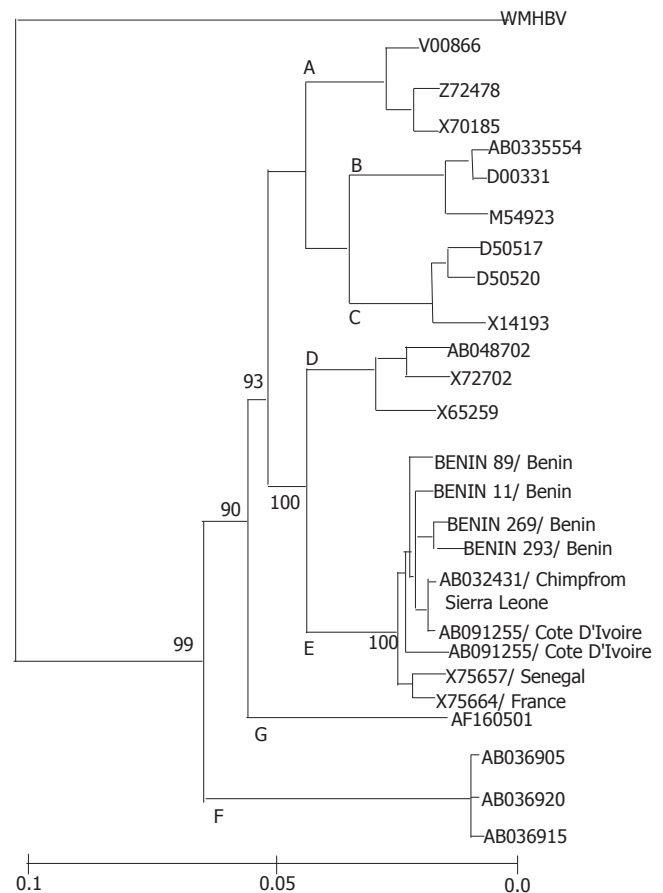 WMHBV
V00866
A
Z72478
X70185
AB0335554
B
D00331
M54923
D50517
D50520
C
X14193
AB048702
D
X72702
93
X65259
BENIN 89/ Benin
BENIN 11/ Benin
100
90
BENIN 269/ Benin
BENIN 293/ Benin
AB032431/ Chimpfrom
Sierra Leone
AB091255/ Cote D'Ivoire
99
100
E
AB091255/ Cote D'Ivoire
X75657/ Senegal
X75664/ France
AF160501
G
AB036905
AB036920
F
AB036915
0.1 0.05 0.0